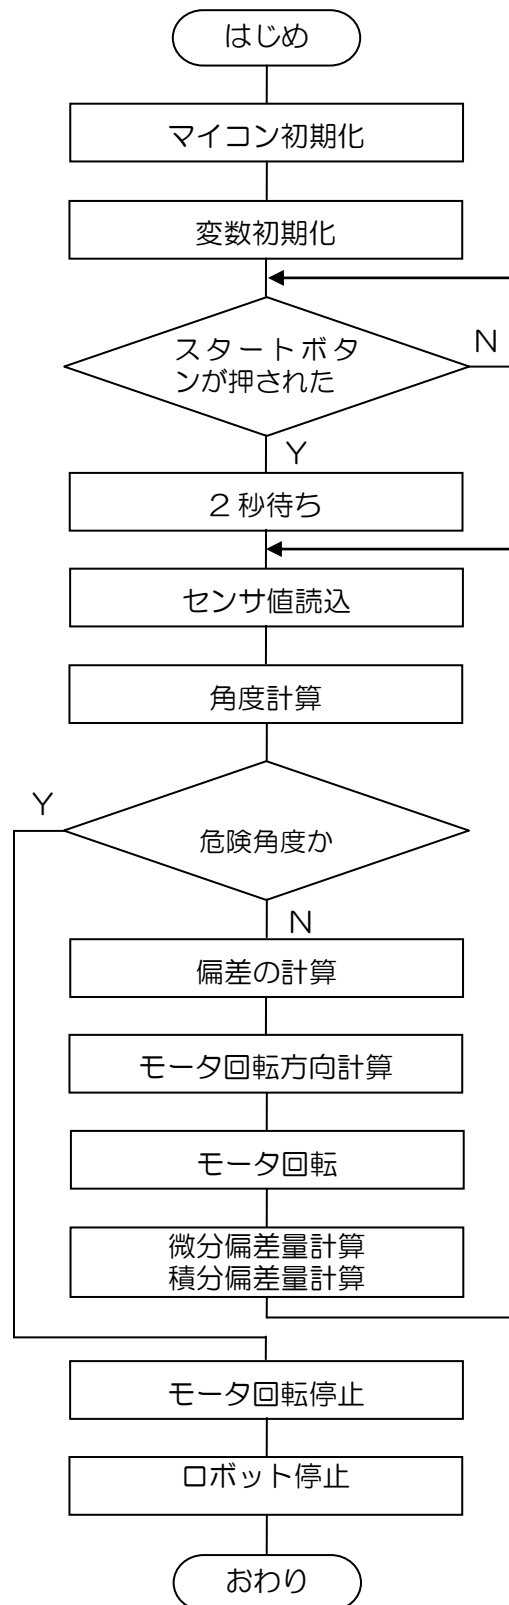 はじめ
マイコン初期化
変数初期化
スタートボタ
ンが押された
N
Y
２秒待ち
センサ値読込
角度計算
Y
危険角度か
N
偏差の計算
モータ回転方向計算
モータ回転
微分偏差量計算
積分偏差量計算
モータ回転停止
ロボット停止
おわり